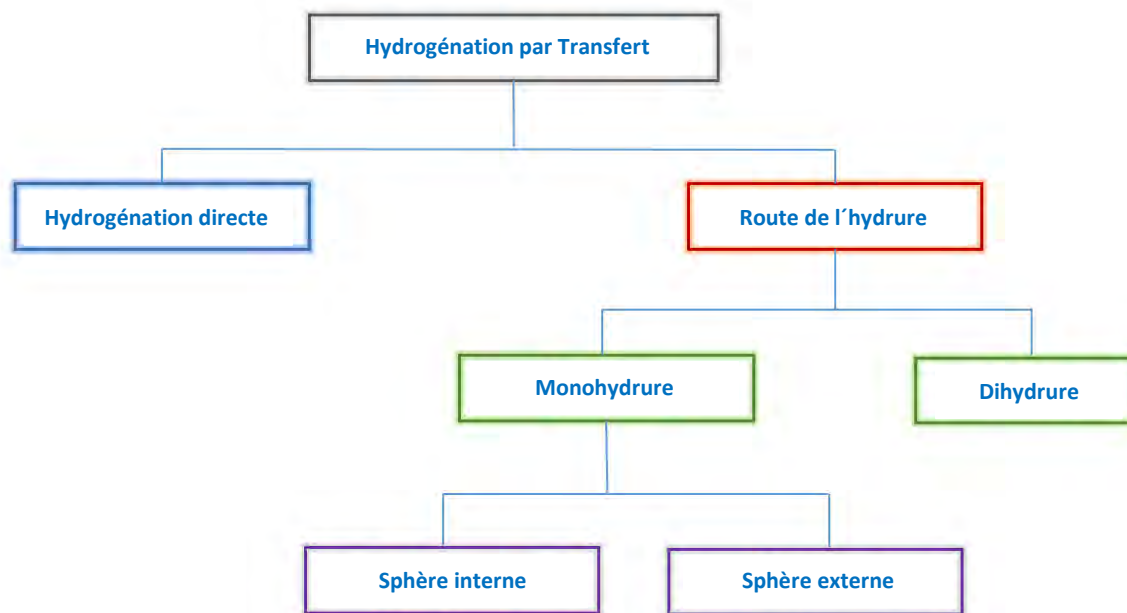 Hydrogénation par Transfert
Hydrogénation directe
Route de l´hydrure
Monohydrure
Dihydrure
Sphère interne
Sphère externe